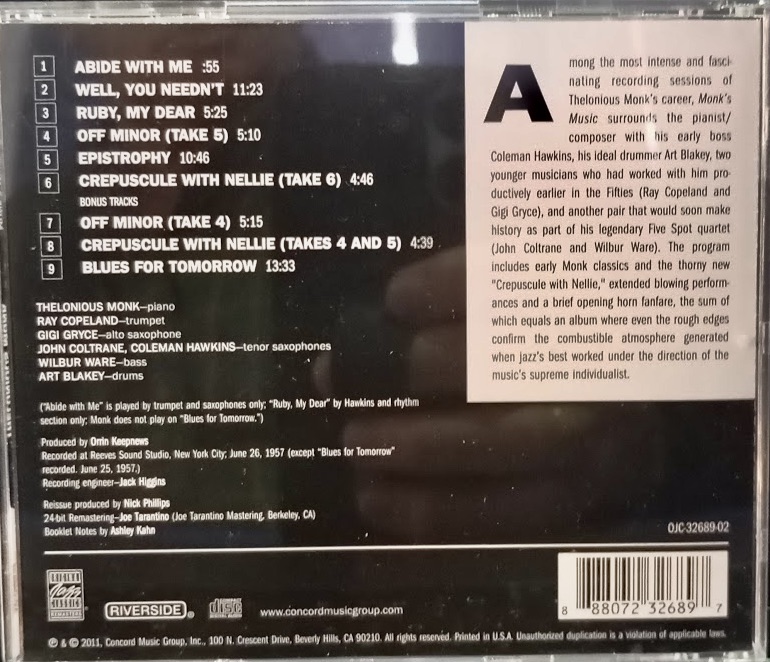 1 ABIDE WITH ME :55
2 WELL, YOU NEEDN'T 11:23
3 RUBY, MY DEAR 5:25
4 OFF MINOR (TAKE 5) 5:10
5 EPISTROPHY 10:46
6 CREPUSCULE WITH NELLIE (TAKE 6) 4:46
BONUS TRACKS
7 OFF MINOR (TAKE 4) 5:15
8 CREPUSCULE WITH NELLIE (TAKES 4 AND 5) 4:39
9 BLUES FOR TOMORROW 13:33
THELONIOUS MONK—piano
RAY COPELAND—trumpet
GIGI GRYCE—alto saxophone
JOHN COLTRANE, COLEMAN HAWKINS—tenor saxophones
WILBUR WARE—bass
ART BLAKEY—drums
("Abide with Me" is played by trumpet and saxophones only; "Ruby, My Dear" by Hawkins and rhythm
section only; Monk does not play on "Blues for Tomorrow.")
Produced by Orrin Keepnews
Recorded at Reeves Sound Studio, New York City; June 26, 1957 (except "Blues for Tomorrow"
recorded. June 25, 1957.)
Recording engineer—Jack Higgins
Reissue produced by Nick Phillips
24-bit Remastering—Joe Tarantino (Joe Tarantino Mastering, Berkeley, CA)
Booklet Notes by Ashley Kahn
Among the most intense and fasci-
nating recording sessions of
Thelonious Monk's career, Monk's
Music surrounds the pianist/
composer with his early boss
Coleman Hawkins, his ideal drummer Art Blakey, two
younger musicians who had worked with him pro-
ductively earlier in the Fifties (Ray Copeland and
Gigi Gryce), and another pair that would soon make
history as part of his legendary Five Spot quartet
(John Coltrane and Wilbur Ware). The program
includes early Monk classics and the thorny new
"Crepuscule with Nellie," extended blowing perform-
ances and a brief opening horn fanfare, the sum of
which equals an album where even the rough edges
confirm the combustible atmosphere generated
when jazz's best worked under the direction of the
music's supreme individualist.
OJC-32689-02
ORIGINAL
Jazz
CLASSICS
REMASTERS
RIVERSIDE®
COMPACT
disc
DIGITAL AUDIO
www.concordmusicgroup.com
8 88072 32689 7
℗ & © 2011, Concord Music Group, Inc., 100 N. Crescent Drive, Beverly Hills, CA 90210. All rights reserved. Printed in U.S.A. Unauthorized duplication is a violation of applicable laws.